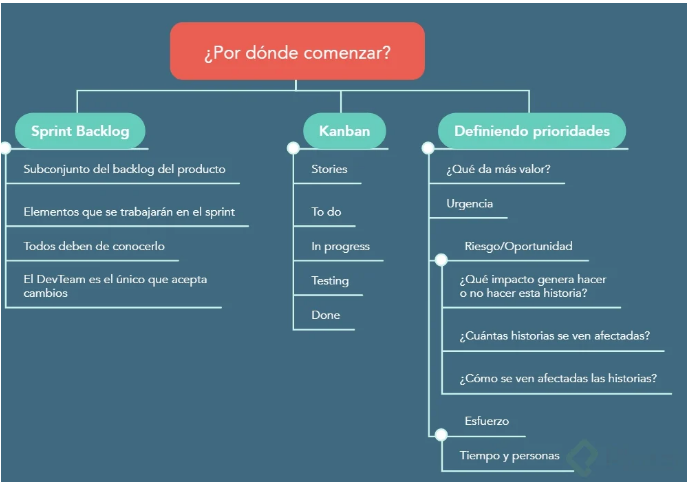 ¿Por dónde comenzar?
Sprint Backlog
Subconjunto del backlog del producto
Elementos que se trabajarán en el sprint
Todos deben de conocerlo
El DevTeam es el único que acepta
cambios
Kanban
Stories
To do
In progress
Testing
Done
Definiendo prioridades
¿Qué da más valor?
Urgencia
Riesgo/Oportunidad
¿Qué impacto genera hacer
o no hacer esta historia?
¿Cuántas historias se ven afectadas?
¿Cómo se ven afectadas las historias?
Esfuerzo
Tiempo y personas